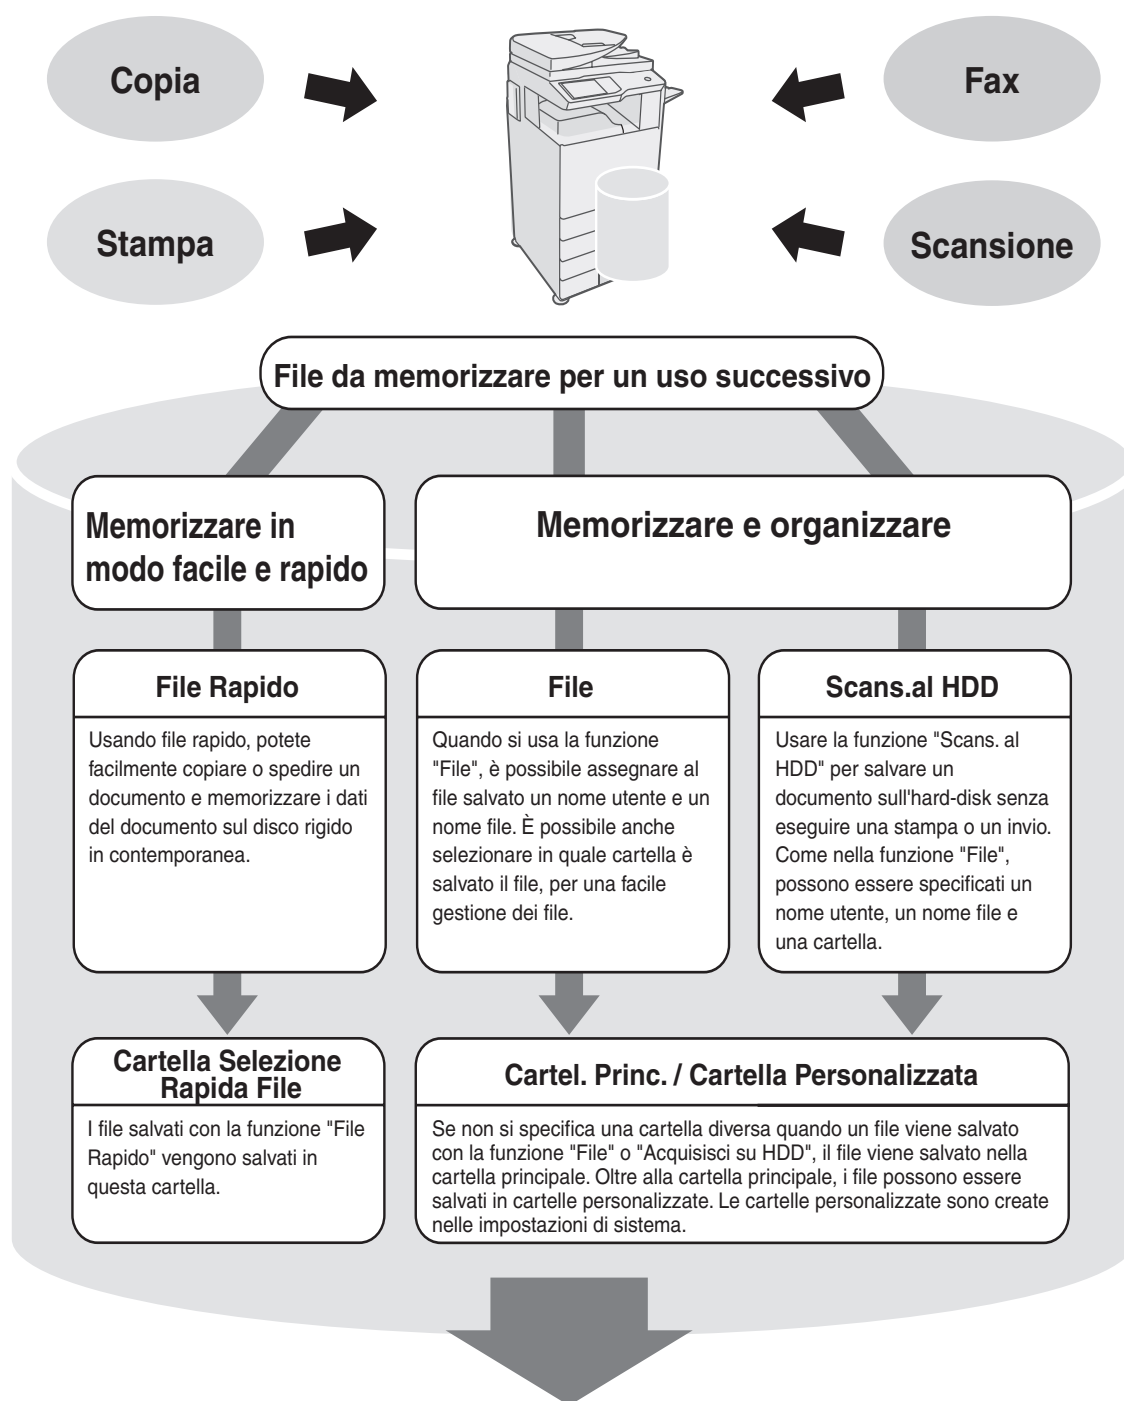 Copia
Fax
Stampa
Scansione
File da memorizzare per un uso successivo
Memorizzare in
modo facile e rapido
Memorizzare e organizzare
File Rapido
Usando file rapido, potete
facilmente copiare o spedire un
documento e memorizzare i dati
del documento sul disco rigido
in contemporanea.
File
Quando si usa la funzione
"File", è possibile assegnare al
file salvato un nome utente e un
nome file. È possibile anche
selezionare in quale cartella è
salvato il file, per una facile
gestione dei file.
Scans.al HDD
Usare la funzione "Scans. al
HDD" per salvare un
documento sull'hard-disk senza
eseguire una stampa o un invio.
Come nella funzione "File",
possono essere specificati un
nome utente, un nome file e
una cartella.
Cartella Selezione
Rapida File
I file salvati con la funzione "File
Rapido" vengono salvati in
questa cartella.
Cartel. Princ. / Cartella Personalizzata
Se non si specifica una cartella diversa quando un file viene salvato
con la funzione "File" o "Acquisisci su HDD", il file viene salvato nella
cartella principale. Oltre alla cartella principale, i file possono essere
salvati in cartelle personalizzate. Le cartelle personalizzate sono create
nelle impostazioni di sistema.